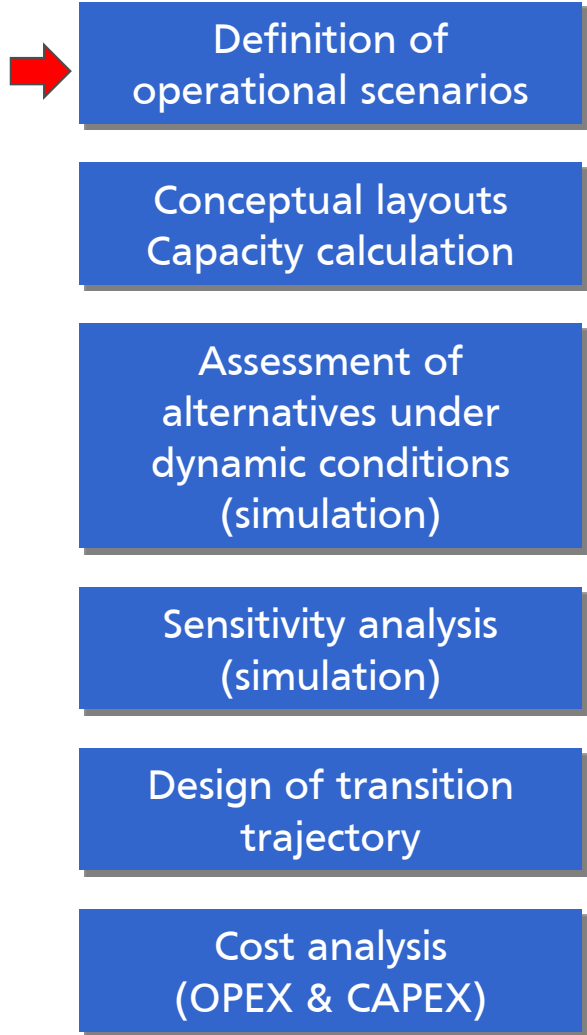 Definition of
operational scenarios
Conceptual layouts
Capacity calculation
Assessment of
alternatives under
dynamic conditions
(simulation)
Sensitivity analysis
(simulation)
Design of transition
trajectory
Cost analysis
(OPEX & CAPEX)